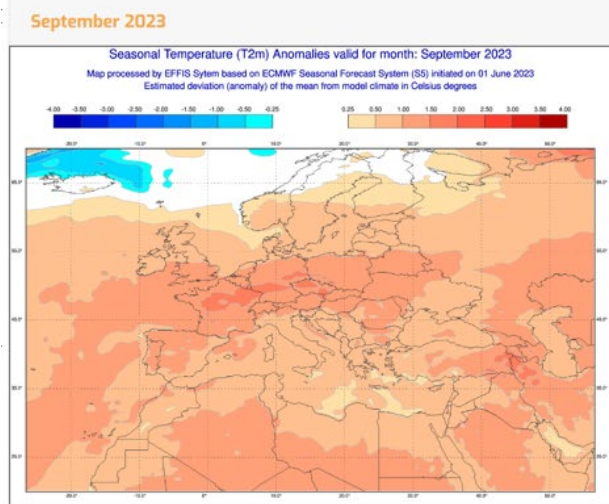 September 2023
Seasonal Temperature (T2m) Anomalies valid for month: September 2023
Map processed by EFFIS Sytem based on ECMWF Seasonal Forecast System (S5) initiated on 01 June 2023
Estimated deviation (anomaly) of the mean from model climate in Celsius degrees
-4.00 -3.50 -3.00 -2.50 -2.00 -1.50 -1.00 -0.50 -0.25
0.25 0.50 1.00 1.50 2.00 2.50 3.00 3.50 4.00